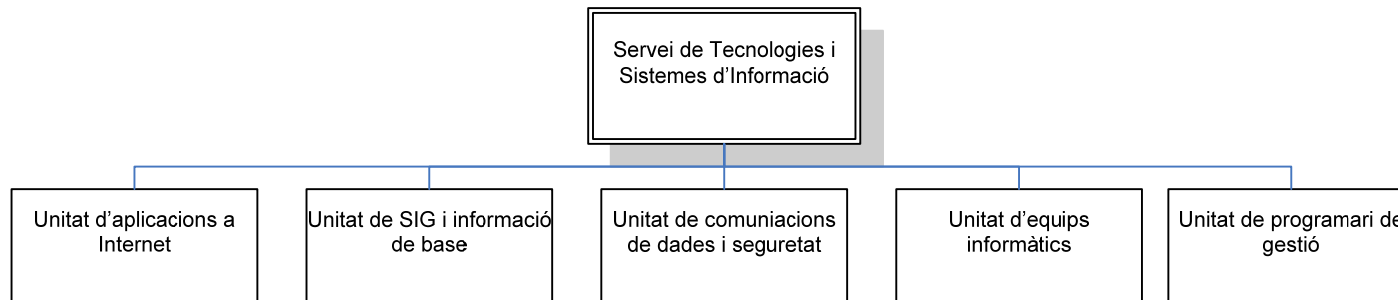 Servei de Tecnologies i
Sistemes d’Informació
Unitat d’aplicacions a
Internet
Unitat de SIG i informació
de base
Unitat de comuniacions
de dades i seguretat
Unitat d’equips
informàtics
Unitat de programari de
gestió